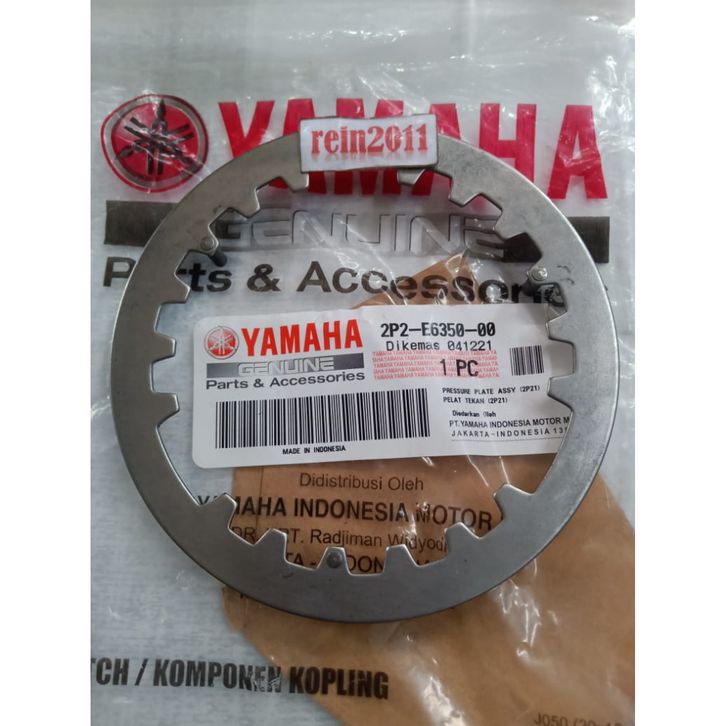 YAMAHA
rein2011
GENUINE
Parts & Accessories
YAMAHA
GENUINE
Parts & Accessories
2P2-E6350-00
Dikemas 041221
1 PC
PRESSURE PLATE ASSY (2P21)
PELAT TEKAN (2P21)
Diedarkan Oleh
PT.YAMAHA INDONESIA MOTOR M
JAKARTA-INDONESIA
MADE IN INDONESIA
Didistribusi Oleh
YAMAHA INDONESIA MOTOR
DR. Radjiman Widyod
TCH / KOMPONEN KOPLING